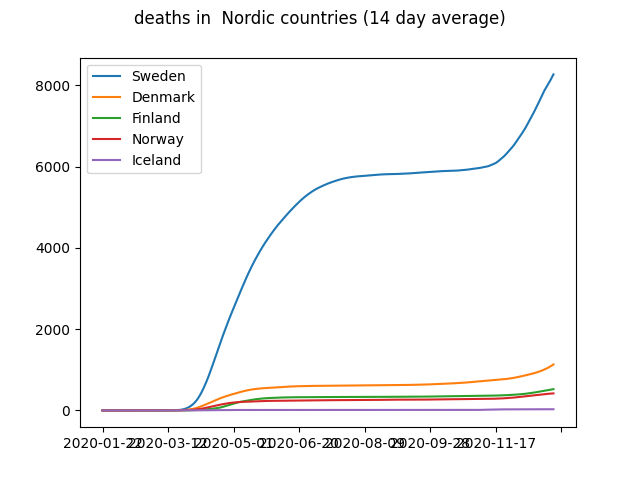 deaths in  Nordic countries (14 day average)
Sweden
Denmark
Finland
Norway
Iceland
8000
6000
4000
2000
0
2020-01-22 2020-03-12 2020-05-01 2020-06-20 2020-08-09 2020-09-28 2020-11-17